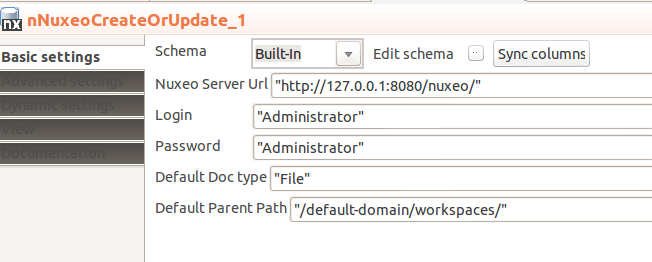 nx nNuxeoCreateOrUpdate_1
Basic settings
Advanced settings
Dynamic settings
View
Documentation
Schema Built-In Edit schema ... Sync columns
Nuxeo Server Url "http://127.0.0.1:8080/nuxeo/"
Login "Administrator"
Password "Administrator"
Default Doc type "File"
Default Parent Path "/default-domain/workspaces/"